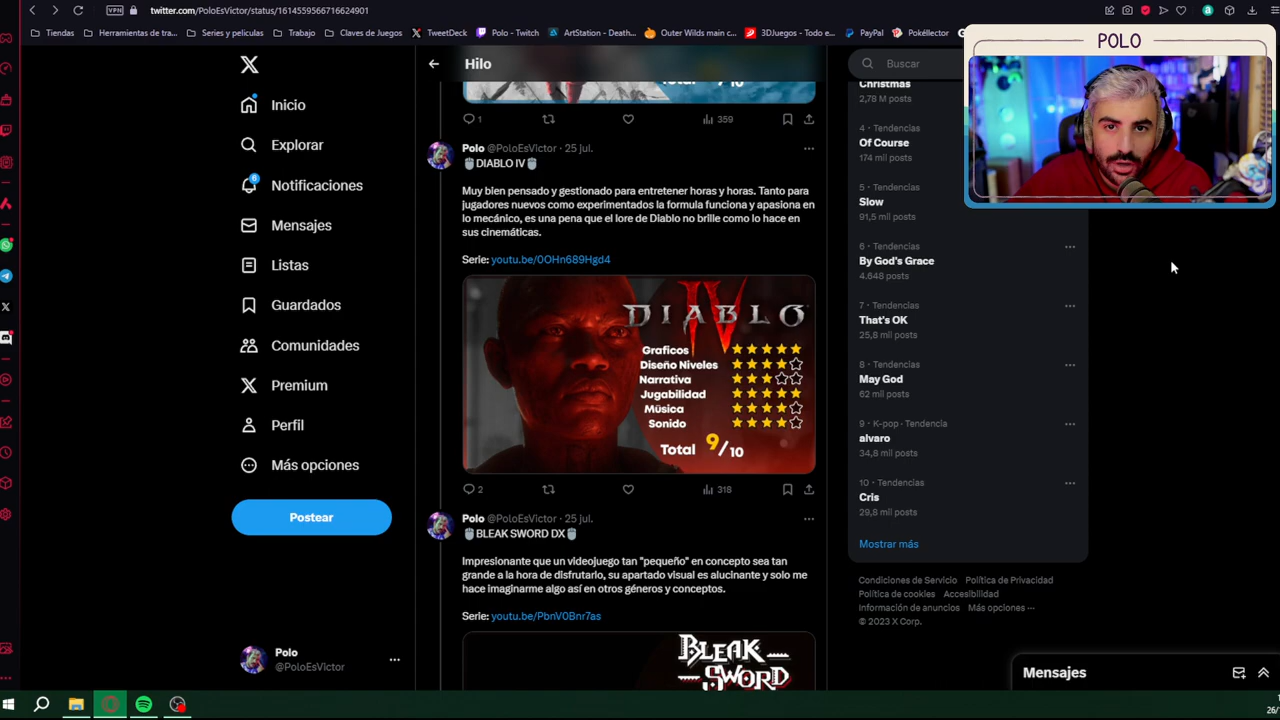 VPN
twitter.com/PoloEsVictor/status/1614559566716624901
Tiendas
Herramientas de tra...
Series y peliculas
Trabajo
Claves de Juegos
TweetDeck
Polo - Twitch
ArtStation - Death...
Outer Wilds main c...
3DJuegos - Todo e...
PayPal
Pokéllector
POLO
Inicio
Explorar
6
Notificaciones
Mensajes
Listas
Guardados
Comunidades
Premium
Perfil
Más opciones
Postear
Polo
@PoloEsVictor
Hilo
1
359
Polo @PoloEsVictor · 25 jul.
DIABLO IV
Muy bien pensado y gestionado para entretener horas y horas. Tanto para
jugadores nuevos como experimentados la formula funciona y apasiona en
lo mecánico, es una pena que el lore de Diablo no brille como lo hace en
sus cinemáticas.
Serie: youtu.be/0OHn689Hgd4
DIABLO IV
Graficos
Diseño Niveles
Narrativa
Jugabilidad
Música
Sonido
Total 9/10
2
318
Polo @PoloEsVictor · 25 jul.
BLEAK SWORD DX
Impresionante que un videojuego tan "pequeño" en concepto sea tan
grande a la hora de disfrutarlo, su apartado visual es alucinante y solo me
hace imaginarme algo así en otros géneros y conceptos.
Serie: youtu.be/PbnV0Bnr7as
BLEAK
SWORD
Buscar
Christmas
2,78 M posts
4 · Tendencias
Of Course
174 mil posts
5 · Tendencias
Slow
91,5 mil posts
6 · Tendencias
By God's Grace
4.648 posts
7 · Tendencias
That's OK
25,8 mil posts
8 · Tendencias
May God
62 mil posts
9 · K-pop · Tendencia
alvaro
34,8 mil posts
10 · Tendencias
Cris
29,8 mil posts
Mostrar más
Condiciones de Servicio Política de Privacidad
Política de cookies Accesibilidad
Información de anuncios Más opciones ···
© 2023 X Corp.
Mensajes